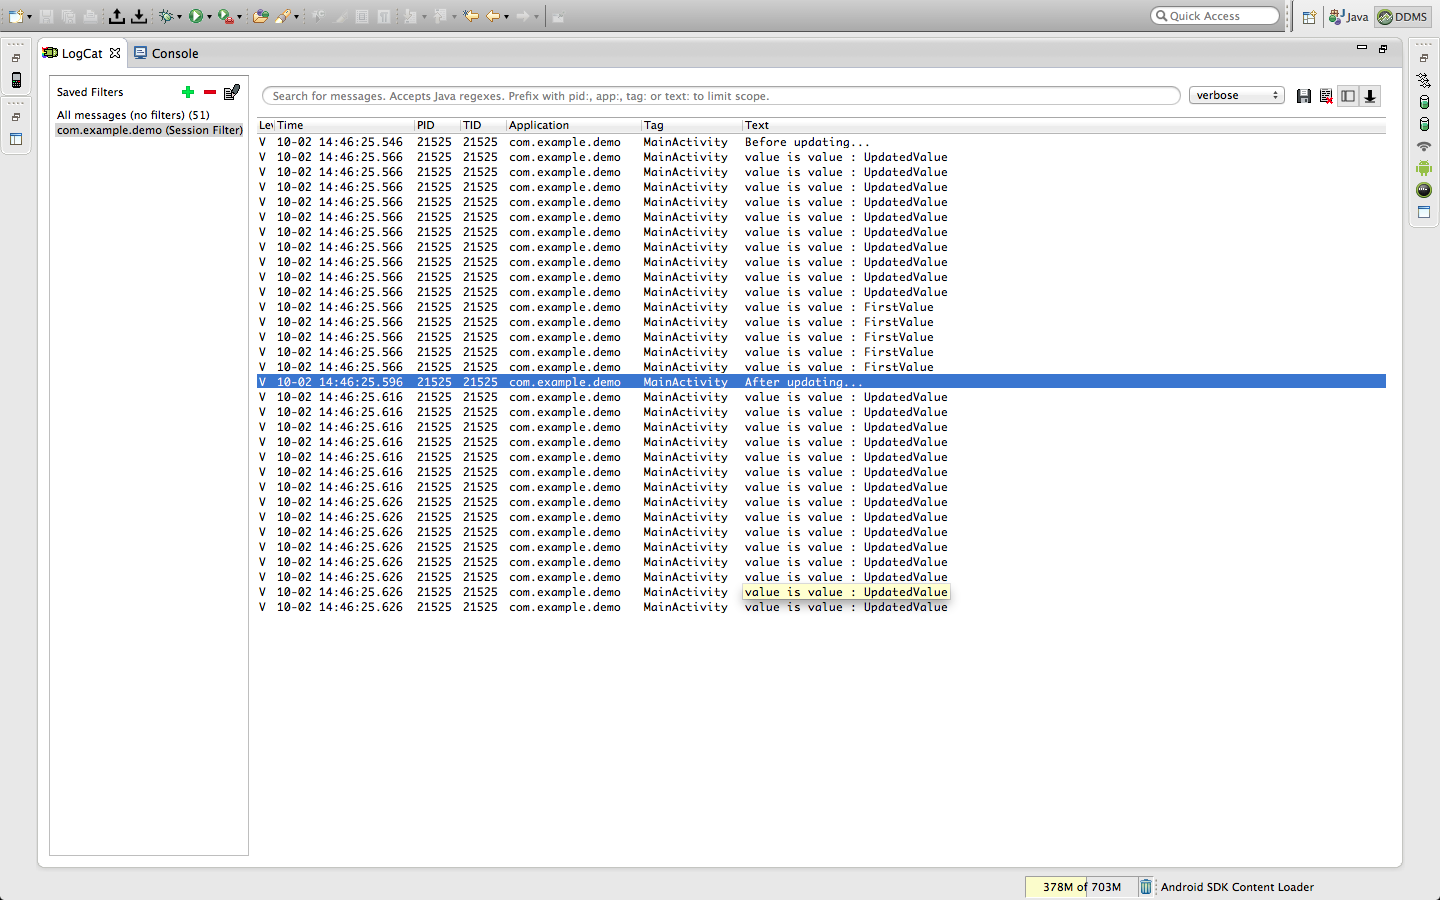 Quick Access
Java
DDMS
LogCat
Console
Saved Filters
All messages (no filters) (51)
com.example.demo (Session Filter)
Search for messages. Accepts Java regexes. Prefix with pid:, app:, tag: or text: to limit scope.
verbose
Le Time PID TID Application Tag Text
V 10-02 14:46:25.546 21525 21525 com.example.demo MainActivity Before updating...
V 10-02 14:46:25.566 21525 21525 com.example.demo MainActivity value is value : UpdatedValue
V 10-02 14:46:25.566 21525 21525 com.example.demo MainActivity value is value : UpdatedValue
V 10-02 14:46:25.566 21525 21525 com.example.demo MainActivity value is value : UpdatedValue
V 10-02 14:46:25.566 21525 21525 com.example.demo MainActivity value is value : UpdatedValue
V 10-02 14:46:25.566 21525 21525 com.example.demo MainActivity value is value : UpdatedValue
V 10-02 14:46:25.566 21525 21525 com.example.demo MainActivity value is value : UpdatedValue
V 10-02 14:46:25.566 21525 21525 com.example.demo MainActivity value is value : UpdatedValue
V 10-02 14:46:25.566 21525 21525 com.example.demo MainActivity value is value : UpdatedValue
V 10-02 14:46:25.566 21525 21525 com.example.demo MainActivity value is value : UpdatedValue
V 10-02 14:46:25.566 21525 21525 com.example.demo MainActivity value is value : UpdatedValue
V 10-02 14:46:25.566 21525 21525 com.example.demo MainActivity value is value : FirstValue
V 10-02 14:46:25.566 21525 21525 com.example.demo MainActivity value is value : FirstValue
V 10-02 14:46:25.566 21525 21525 com.example.demo MainActivity value is value : FirstValue
V 10-02 14:46:25.566 21525 21525 com.example.demo MainActivity value is value : FirstValue
V 10-02 14:46:25.566 21525 21525 com.example.demo MainActivity value is value : FirstValue
V 10-02 14:46:25.596 21525 21525 com.example.demo MainActivity After updating...
V 10-02 14:46:25.616 21525 21525 com.example.demo MainActivity value is value : UpdatedValue
V 10-02 14:46:25.616 21525 21525 com.example.demo MainActivity value is value : UpdatedValue
V 10-02 14:46:25.616 21525 21525 com.example.demo MainActivity value is value : UpdatedValue
V 10-02 14:46:25.616 21525 21525 com.example.demo MainActivity value is value : UpdatedValue
V 10-02 14:46:25.616 21525 21525 com.example.demo MainActivity value is value : UpdatedValue
V 10-02 14:46:25.616 21525 21525 com.example.demo MainActivity value is value : UpdatedValue
V 10-02 14:46:25.616 21525 21525 com.example.demo MainActivity value is value : UpdatedValue
V 10-02 14:46:25.626 21525 21525 com.example.demo MainActivity value is value : UpdatedValue
V 10-02 14:46:25.626 21525 21525 com.example.demo MainActivity value is value : UpdatedValue
V 10-02 14:46:25.626 21525 21525 com.example.demo MainActivity value is value : UpdatedValue
V 10-02 14:46:25.626 21525 21525 com.example.demo MainActivity value is value : UpdatedValue
V 10-02 14:46:25.626 21525 21525 com.example.demo MainActivity value is value : UpdatedValue
V 10-02 14:46:25.626 21525 21525 com.example.demo MainActivity value is value : UpdatedValue
V 10-02 14:46:25.626 21525 21525 com.example.demo MainActivity value is value : UpdatedValue
V 10-02 14:46:25.626 21525 21525 com.example.demo MainActivity value is value : UpdatedValue
378M of 703M
Android SDK Content Loader